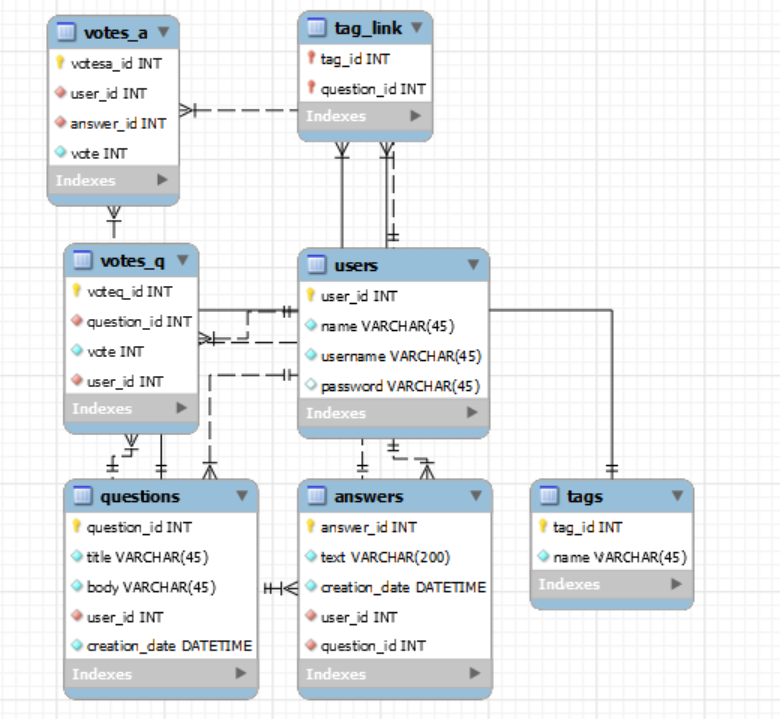 votes_a
votesa_id INT
user_id INT
answer_id INT
vote INT
Indexes
tag_link
tag_id INT
question_id INT
Indexes
votes_q
voteq_id INT
question_id INT
vote INT
user_id INT
Indexes
users
user_id INT
name VARCHAR(45)
username VARCHAR(45)
password VARCHAR(45)
Indexes
questions
question_id INT
title VARCHAR(45)
body VARCHAR(45)
user_id INT
creation_date DATETIME
Indexes
answers
answer_id INT
text VARCHAR(200)
creation_date DATETIME
user_id INT
question_id INT
Indexes
tags
tag_id INT
name VARCHAR(45)
Indexes